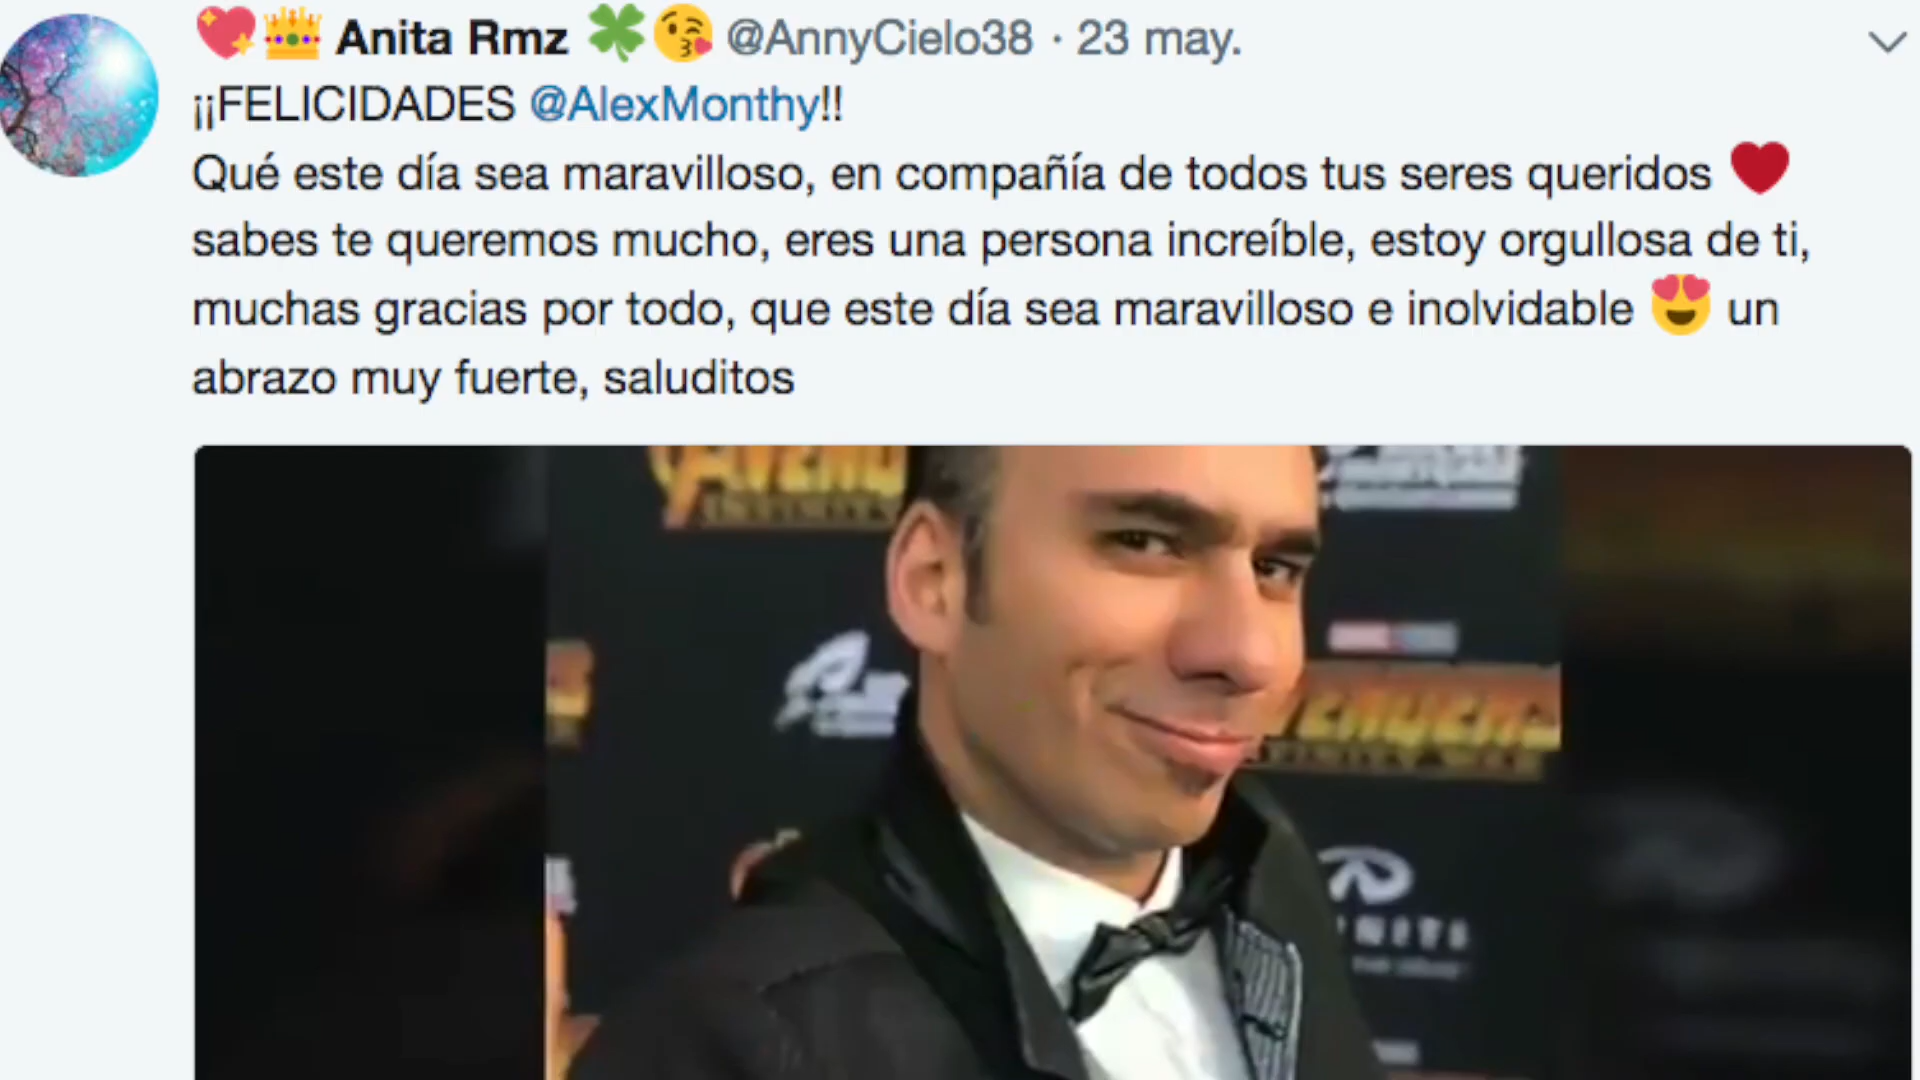 💖👑 Anita Rmz 🍀😘 @AnnyCielo38 · 23 may.
¡¡FELICIDADES @AlexMonthy!!
Qué este día sea maravilloso, en compañía de todos tus seres queridos ❤️
sabes te queremos mucho, eres una persona increíble, estoy orgullosa de ti,
muchas gracias por todo, que este día sea maravilloso e inolvidable 😍 un
abrazo muy fuerte, saluditos